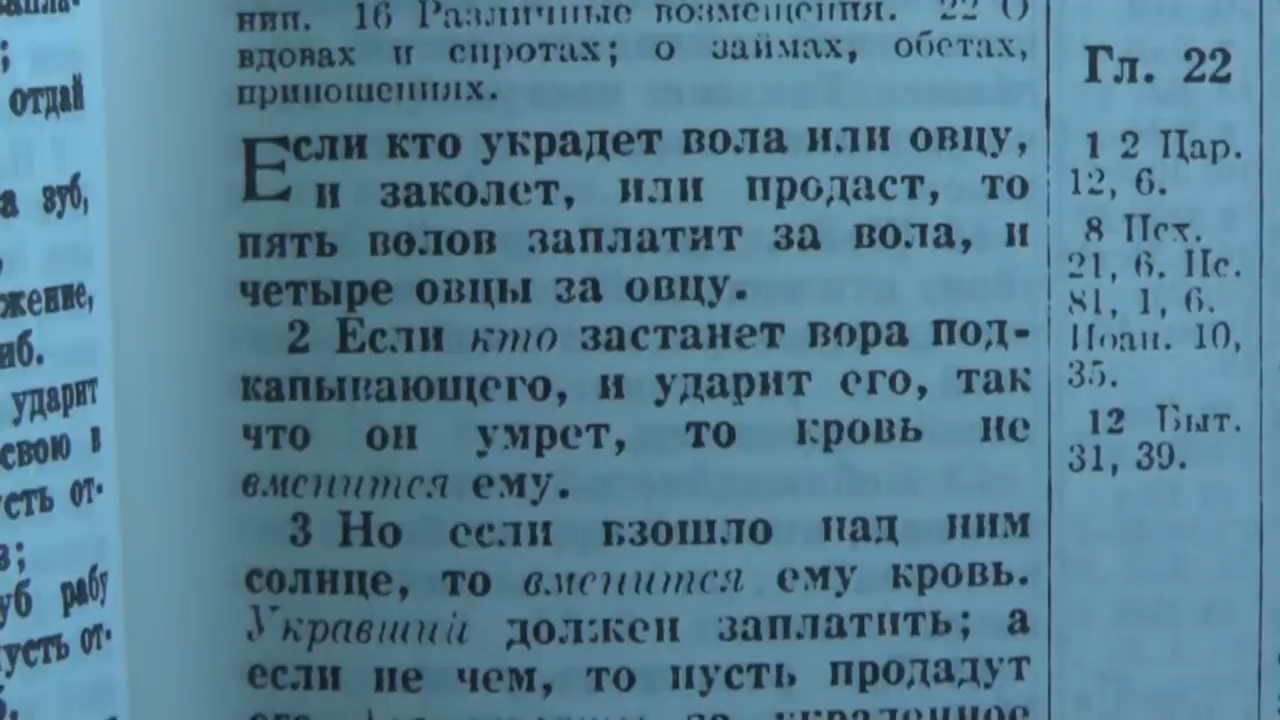 ;
отдай
а зуб,
жение,
иб.
ударит
свою в
усть от-
в;
уб рабу
усть от-
нии. 16 Различные возмещения. 22 О
вдовах и сиротах; о займах, обетах,
приношениях.
Если кто украдет вола или овцу,
и заколет, или продаст, то
пять волов заплатит за вола, и
четыре овцы за овцу.
2 Если кто застанет вора под-
капывающего, и ударит его, так
что он умрет, то кровь не
вменится ему.
3 Но если взошло над ним
солнце, то вменится ему кровь.
Укравший должен заплатить; а
если не чем, то пусть продадут
за украденное
Гл. 22
1 2 Цар.
12, 6.
8 Исх.
21, 6. Пс.
81, 1, 6.
Иоан. 10,
35.
12 Быт.
31, 39.